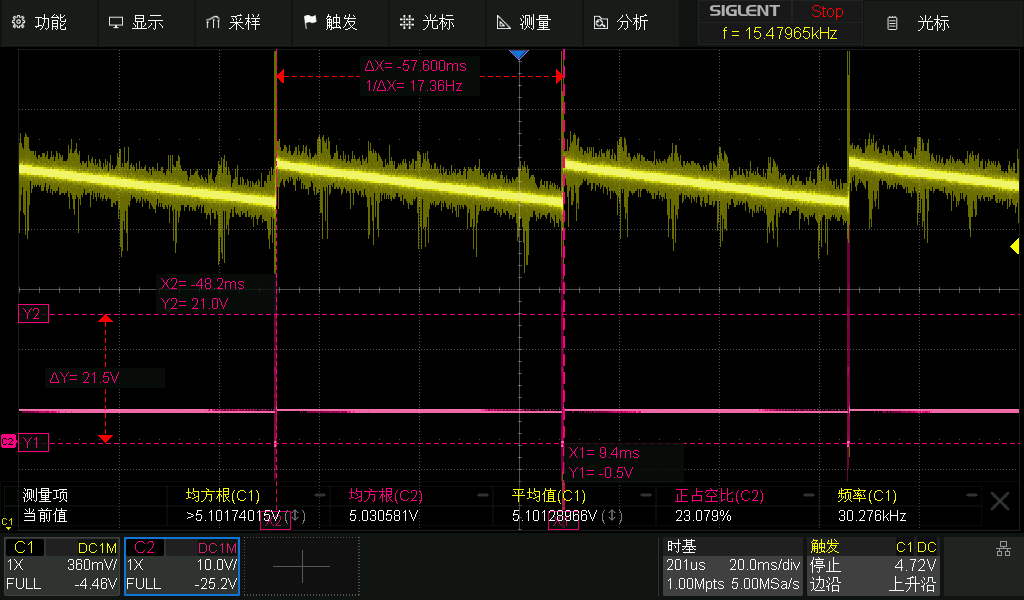 功能 显示 采样 触发 光标 测量 分析 SIGLENT Stop 光标
f = 15.47965kHz
ΔX= -57.600ms
1/ΔX= 17.36Hz
X2= -48.2ms
Y2= 21.0V
Y2
ΔY= 21.5V
C2 Y1
X1= 9.4ms
Y1= -0.5V
测量项 均方根(C1) 均方根(C2) 平均值(C1) 正占空比(C2) 频率(C1)
当前值 >5.10174015V(↕) 5.030581V 5.10128966V(↕) 23.079% 30.276kHz
C1
C1 DC1M C2 DC1M 时基 触发 C1 DC
1X 360mV/ 1X 10.0V/ 201us 20.0ms/div 停止 4.72V
FULL -4.46V FULL -25.2V 1.00Mpts 5.00MSa/s 边沿 上升沿